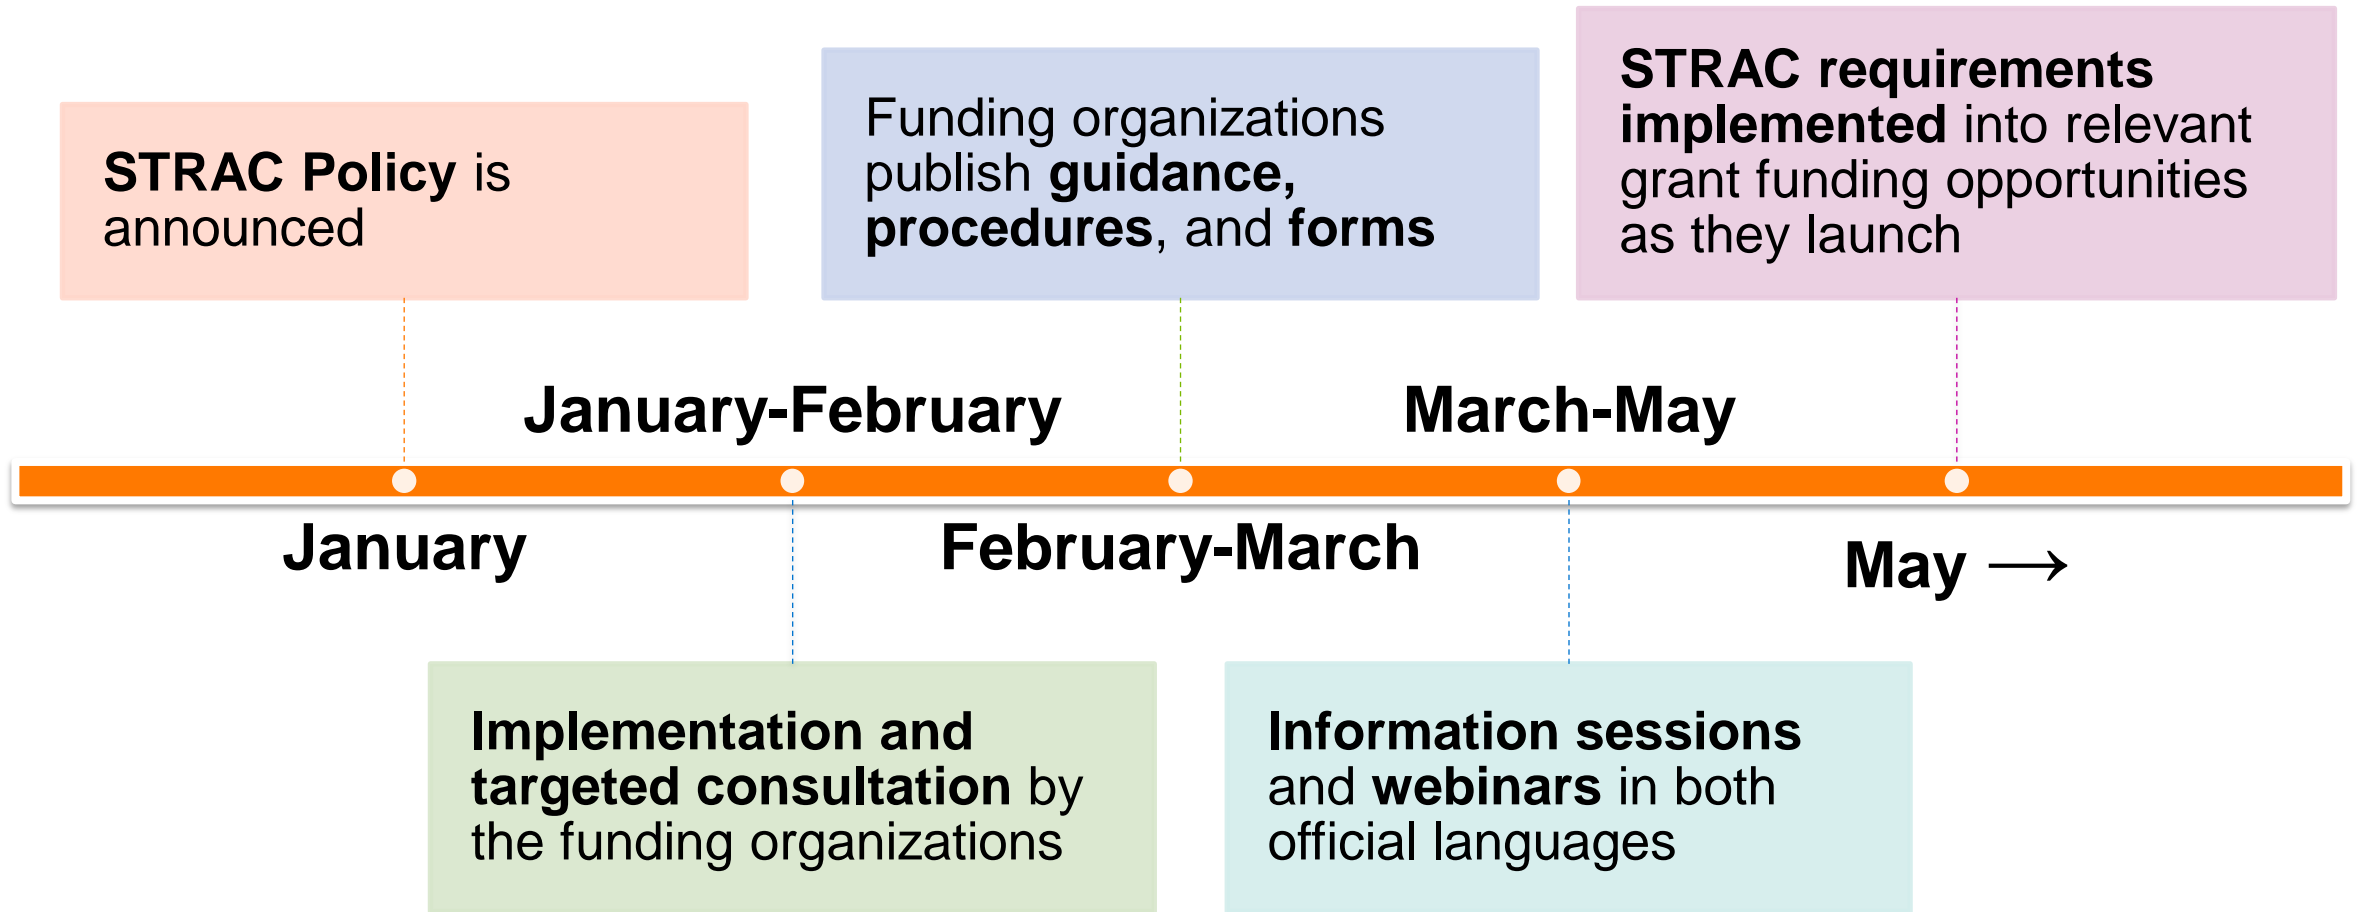 STRAC Policy is
announced
Funding organizations
publish guidance,
procedures, and forms
STRAC requirements
implemented into relevant
grant funding opportunities
as they launch
January-February
March-May
January
February-March
May →
Implementation and
targeted consultation by
the funding organizations
Information sessions
and webinars in both
official languages